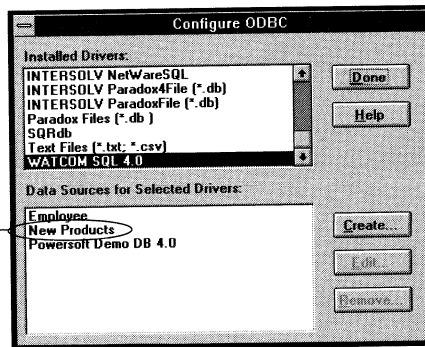 Configure ODBC
Installed Drivers:
INTERSOLV NetWareSQL
INTERSOLV Paradox4File (*.db)
INTERSOLV ParadoxFile (*.db)
Paradox Files (*.db )
SQRdb
Text Files (*.txt; *.csv)
WATCOM SQL 4.0
Done
Help
Data Sources for Selected Drivers:
Employee
New Products
Powersoft Demo DB 4.0
Create...
Edit...
Remove...